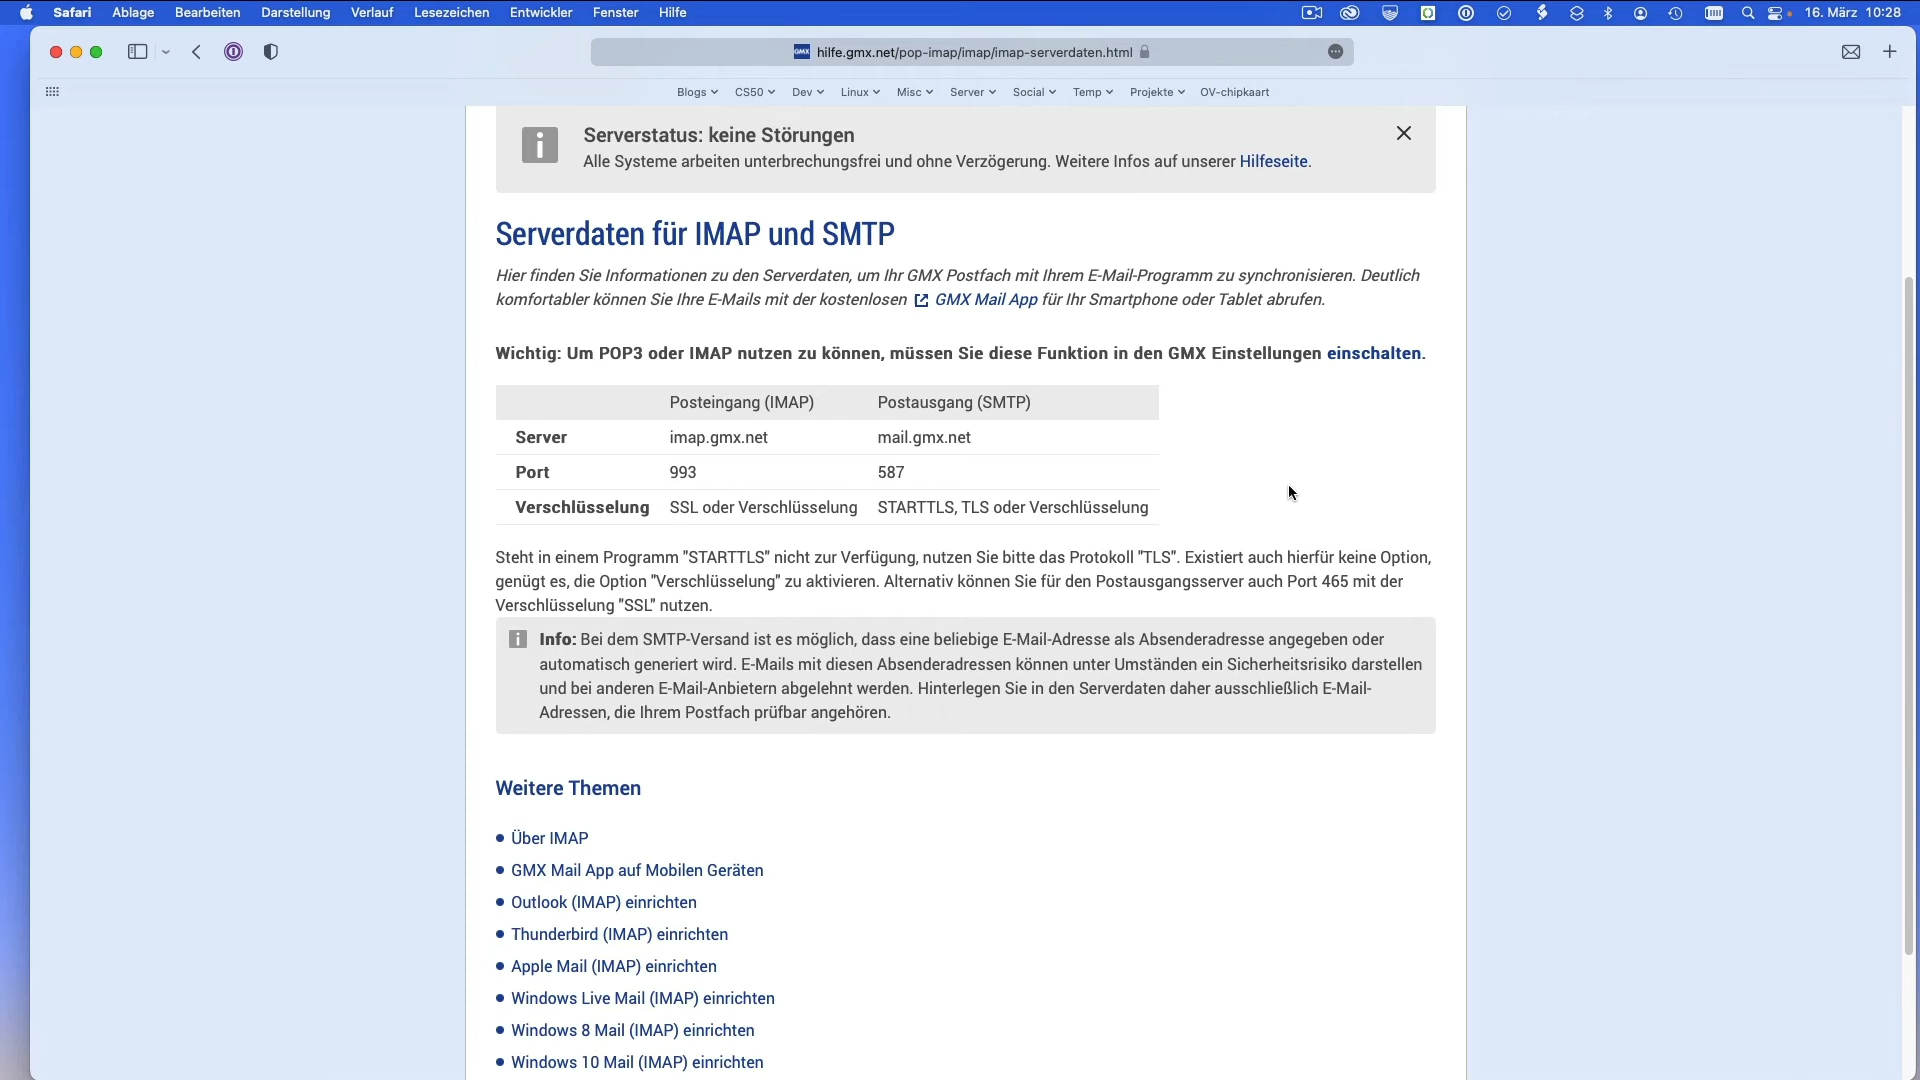 Safari Ablage Bearbeiten Darstellung Verlauf Lesezeichen Entwickler Fenster Hilfe 16. März 10:28
GMX hilfe.gmx.net/pop-imap/imap/imap-serverdaten.html
Blogs CS50 Dev Linux Misc Server Social Temp Projekte OV-chipkaart
Serverstatus: keine Störungen
Alle Systeme arbeiten unterbrechungsfrei und ohne Verzögerung. Weitere Infos auf unserer Hilfeseite.
Serverdaten für IMAP und SMTP
Hier finden Sie Informationen zu den Serverdaten, um Ihr GMX Postfach mit Ihrem E-Mail-Programm zu synchronisieren. Deutlich
komfortabler können Sie Ihre E-Mails mit der kostenlosen GMX Mail App für Ihr Smartphone oder Tablet abrufen.
Wichtig: Um POP3 oder IMAP nutzen zu können, müssen Sie diese Funktion in den GMX Einstellungen einschalten.
Posteingang (IMAP) Postausgang (SMTP)
Server imap.gmx.net mail.gmx.net
Port 993 587
Verschlüsselung SSL oder Verschlüsselung STARTTLS, TLS oder Verschlüsselung
Steht in einem Programm "STARTTLS" nicht zur Verfügung, nutzen Sie bitte das Protokoll "TLS". Existiert auch hierfür keine Option,
genügt es, die Option "Verschlüsselung" zu aktivieren. Alternativ können Sie für den Postausgangsserver auch Port 465 mit der
Verschlüsselung "SSL" nutzen.
Info: Bei dem SMTP-Versand ist es möglich, dass eine beliebige E-Mail-Adresse als Absenderadresse angegeben oder
automatisch generiert wird. E-Mails mit diesen Absenderadressen können unter Umständen ein Sicherheitsrisiko darstellen
und bei anderen E-Mail-Anbietern abgelehnt werden. Hinterlegen Sie in den Serverdaten daher ausschließlich E-Mail-
Adressen, die Ihrem Postfach prüfbar angehören.
Weitere Themen
Über IMAP
GMX Mail App auf Mobilen Geräten
Outlook (IMAP) einrichten
Thunderbird (IMAP) einrichten
Apple Mail (IMAP) einrichten
Windows Live Mail (IMAP) einrichten
Windows 8 Mail (IMAP) einrichten
Windows 10 Mail (IMAP) einrichten